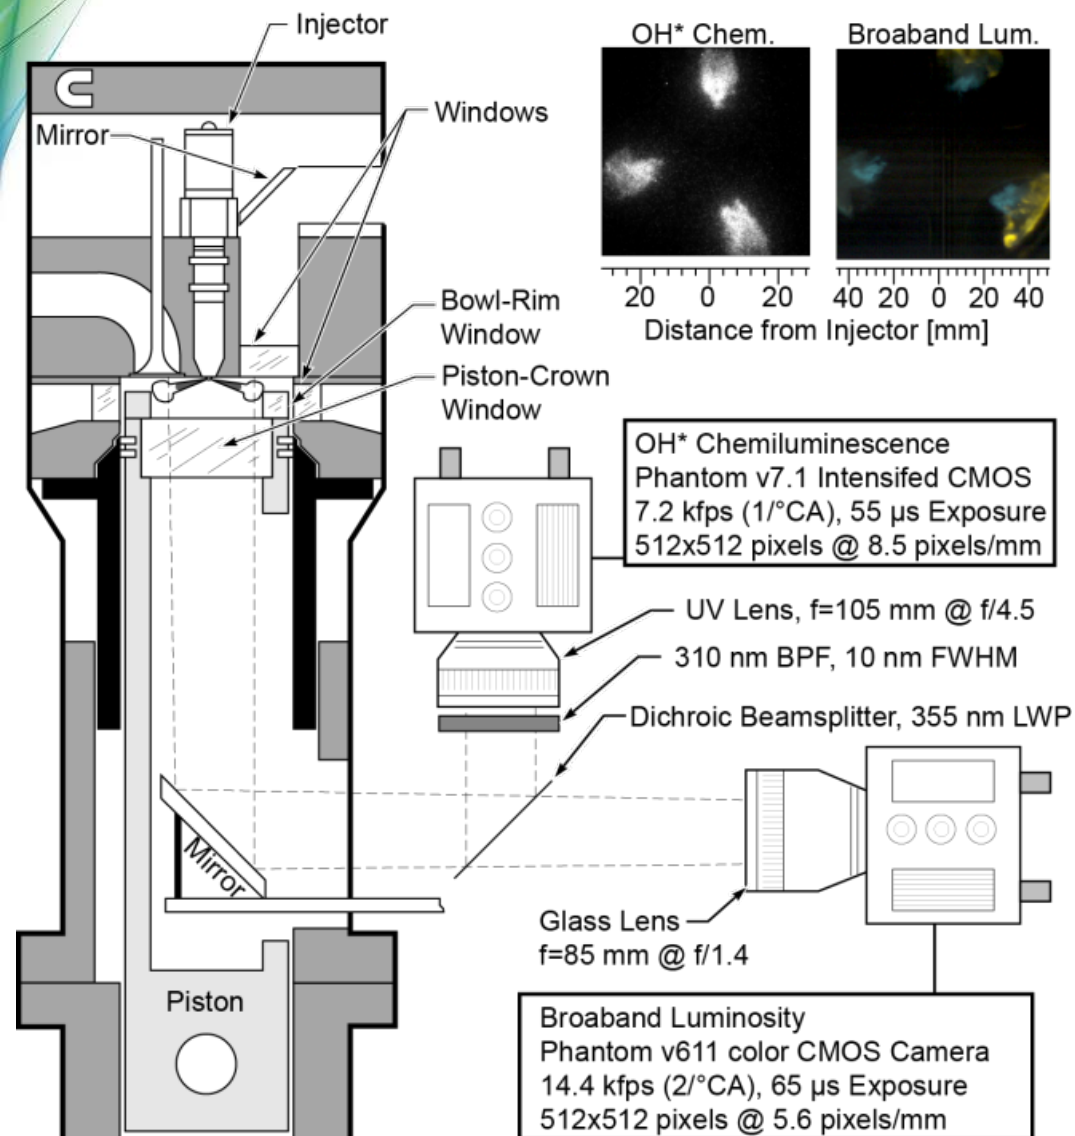 Injector
Mirror
Windows
OH* Chem.
Broaband Lum.
20 0 20
40 20 0 20 40
Distance from Injector [mm]
Bowl-Rim
Window
Piston-Crown
Window
OH* Chemiluminescence
Phantom v7.1 Intensifed CMOS
7.2 kfps (1/°CA), 55 µs Exposure
512x512 pixels @ 8.5 pixels/mm
UV Lens, f=105 mm @ f/4.5
310 nm BPF, 10 nm FWHM
Dichroic Beamsplitter, 355 nm LWP
Mirror
Glass Lens
f=85 mm @ f/1.4
Piston
Broaband Luminosity
Phantom v611 color CMOS Camera
14.4 kfps (2/°CA), 65 µs Exposure
512x512 pixels @ 5.6 pixels/mm